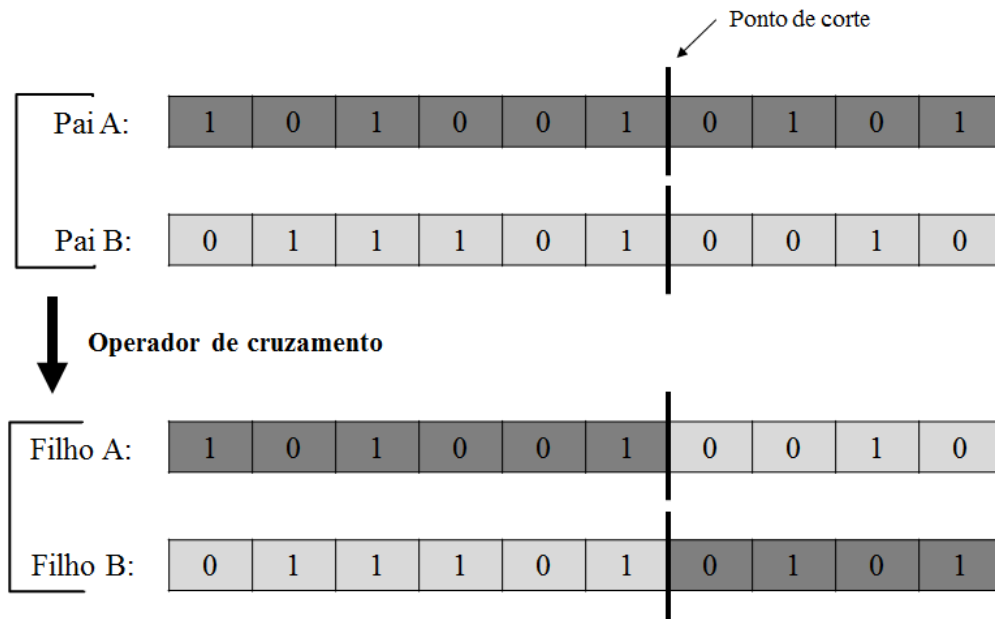 Ponto de corte
Pai A: 1 0 1 0 0 1 0 1 0 1
Pai B: 0 1 1 1 0 1 0 0 1 0
Operador de cruzamento
Filho A: 1 0 1 0 0 1 0 0 1 0
Filho B: 0 1 1 1 0 1 0 1 0 1